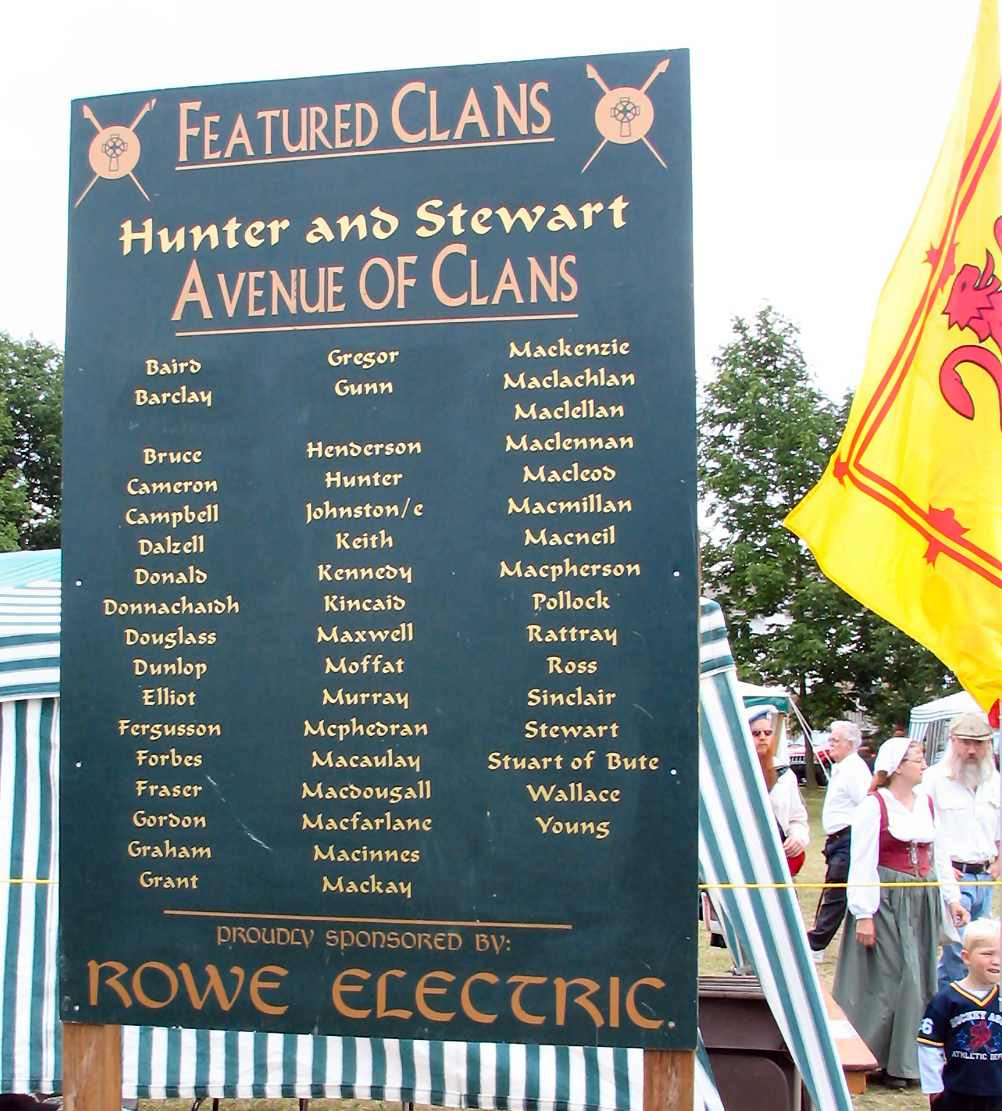 FEATURED CLANS
Hunter and Stewart
AVENUE OF CLANS
Baird
Barclay
Bruce
Cameron
Campbell
Dalzell
Donald
Donnachaidh
Douglass
Dunlop
Elliot
Fergusson
Forbes
Fraser
Gordon
Graham
Grant
Gregor
Gunn
Henderson
Hunter
Johnston/e
Keith
Kennedy
Kincaid
Maxwell
Moffat
Murray
Mcphedran
Macaulay
Macdougall
Macfarlane
Macinnes
Mackay
Mackenzie
Maclachlan
Maclellan
Maclennan
Macleod
Macmillan
Macneil
Macpherson
Pollock
Rattray
Ross
Sinclair
Stewart
Stuart of Bute
Wallace
Young
PROUDLY SPONSORED BY:
ROWE ELECTRIC
ATHLETIC